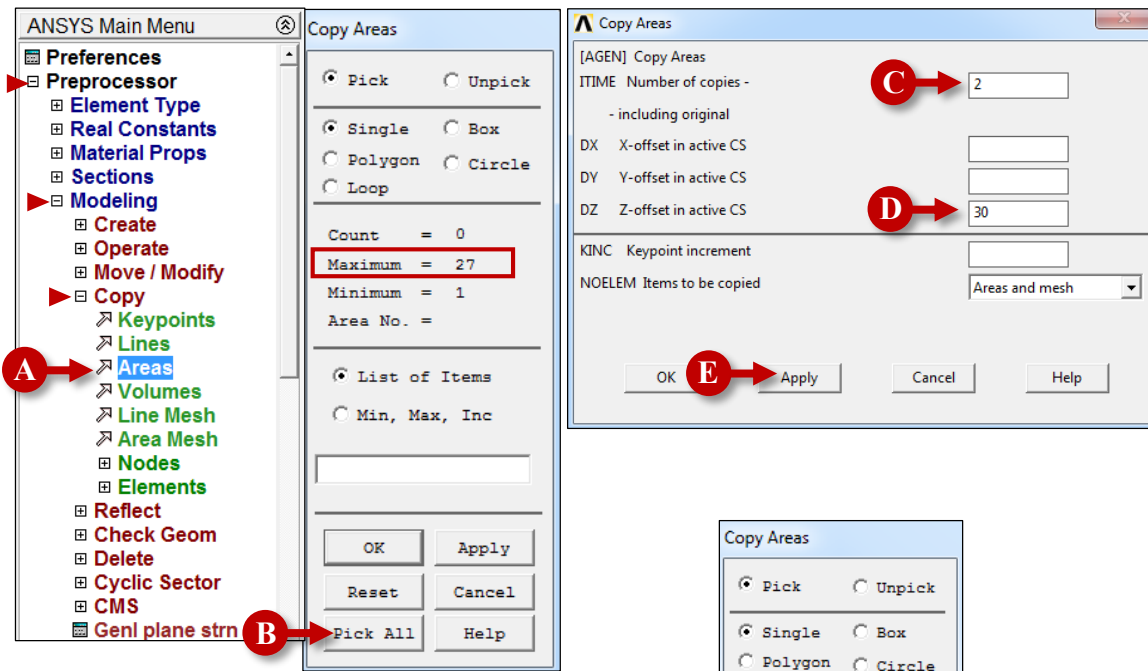 ANSYS Main Menu
Preferences
Preprocessor
Element Type
Real Constants
Material Props
Sections
Modeling
Create
Operate
Move / Modify
Copy
Keypoints
Lines
A
Areas
Volumes
Line Mesh
Area Mesh
Nodes
Elements
Reflect
Check Geom
Delete
Cyclic Sector
CMS
Genl plane strn
Copy Areas
Pick Unpick
Single Box
Polygon Circle
Loop
Count = 0
Maximum = 27
Minimum = 1
Area No. =
List of Items
Min, Max, Inc
OK Apply
Reset Cancel
B
Pick All Help
Copy Areas
[AGEN] Copy Areas
ITIME Number of copies - C 2
- including original
DX X-offset in active CS
DY Y-offset in active CS
DZ Z-offset in active CS D 30
KINC Keypoint increment
NOELEM Items to be copied Areas and mesh
OK E Apply Cancel Help
Copy Areas
Pick Unpick
Single Box
Polygon Circle